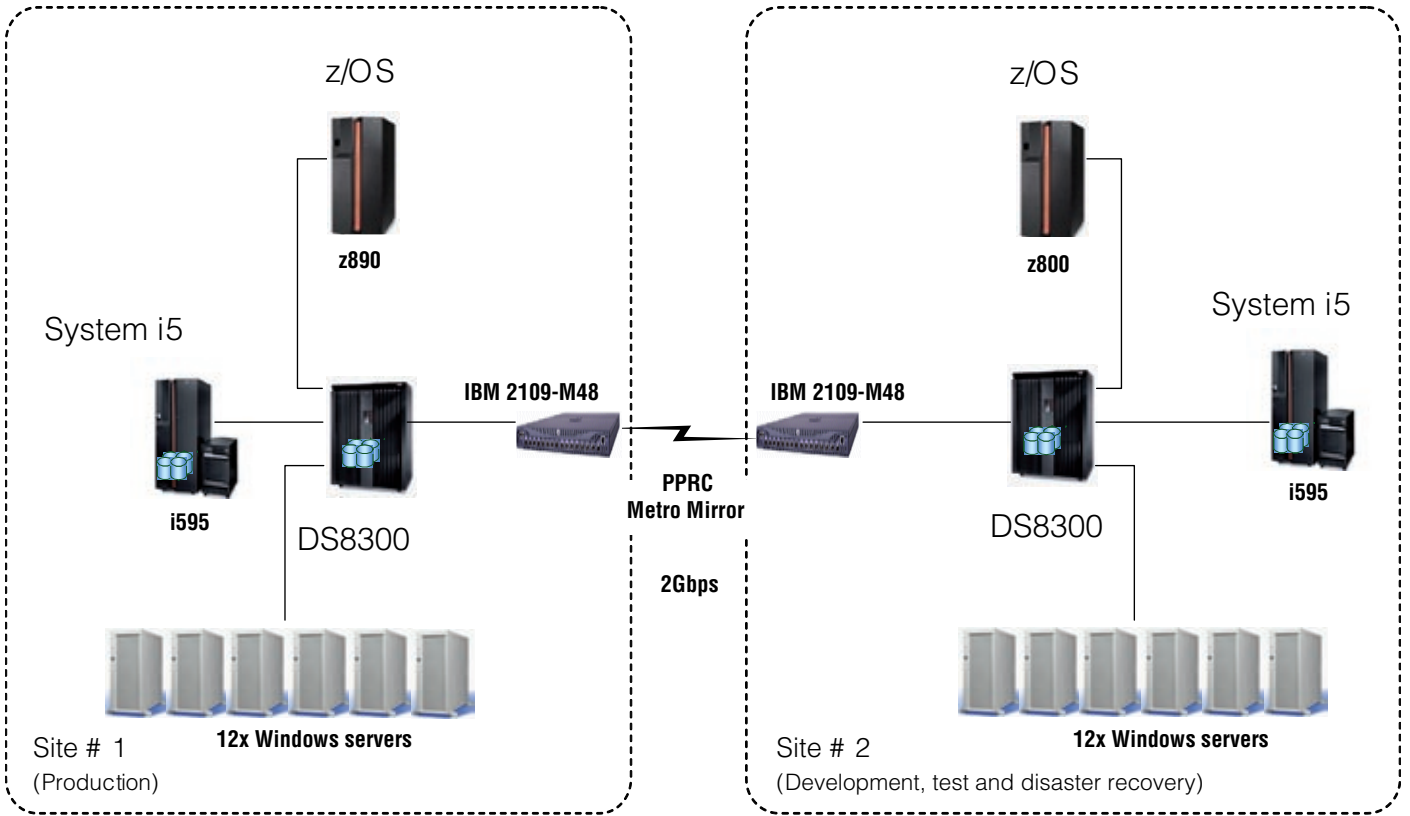 z/OS
z890
System i5
i595
DS8300
IBM 2109-M48
12x Windows servers
Site # 1
(Production)
PPRC
Metro Mirror
2Gbps
z/OS
z800
System i5
IBM 2109-M48
i595
DS8300
12x Windows servers
Site # 2
(Development, test and disaster recovery)